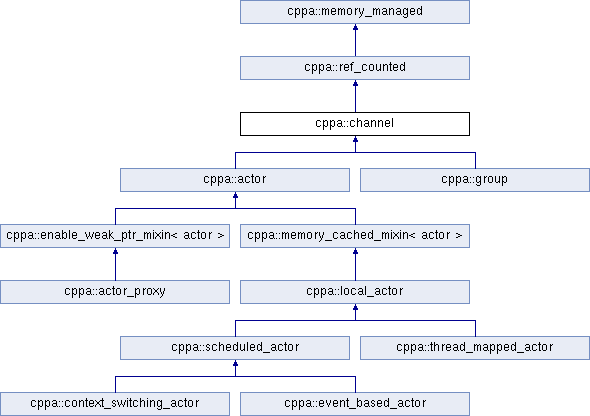 cppa::memory_managed
cppa::ref_counted
cppa::channel
cppa::actor
cppa::group
cppa::enable_weak_ptr_mixin< actor >
cppa::memory_cached_mixin< actor >
cppa::actor_proxy
cppa::local_actor
cppa::scheduled_actor
cppa::thread_mapped_actor
cppa::context_switching_actor
cppa::event_based_actor